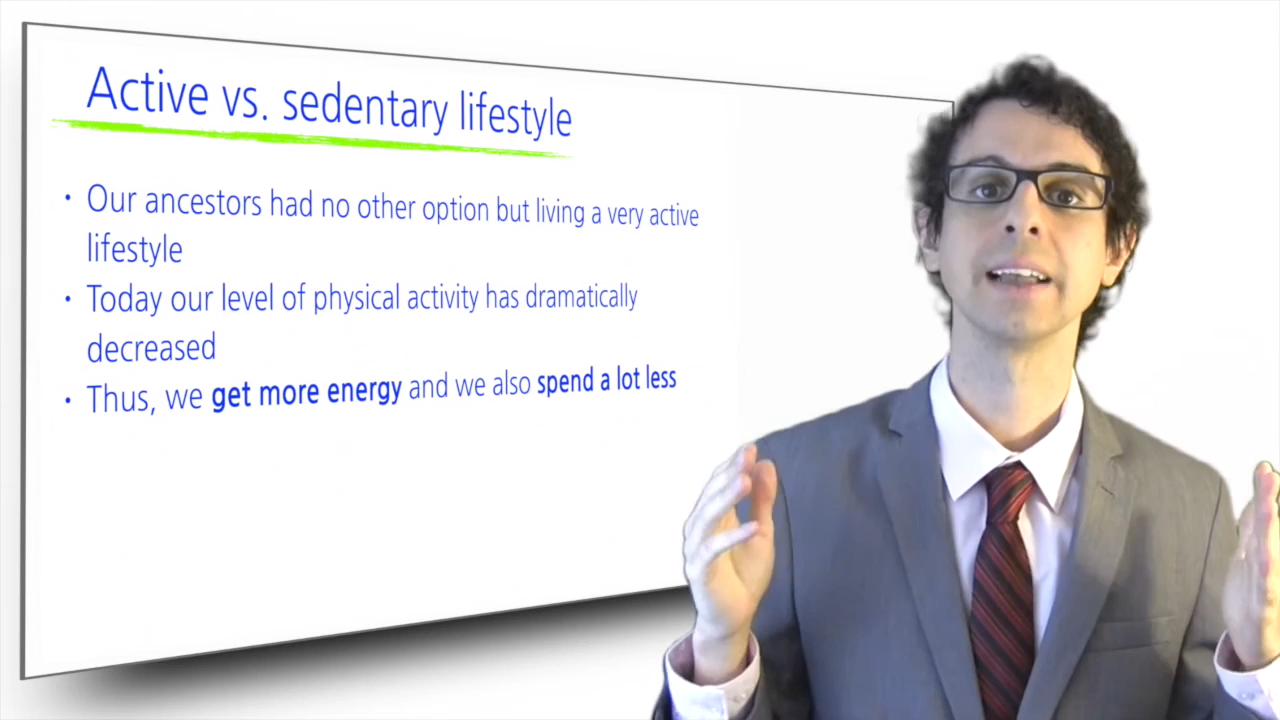 Active vs. sedentary lifestyle
• Our ancestors had no other option but living a very active
lifestyle
• Today our level of physical activity has dramatically
decreased
• Thus, we get more energy and we also spend a lot less